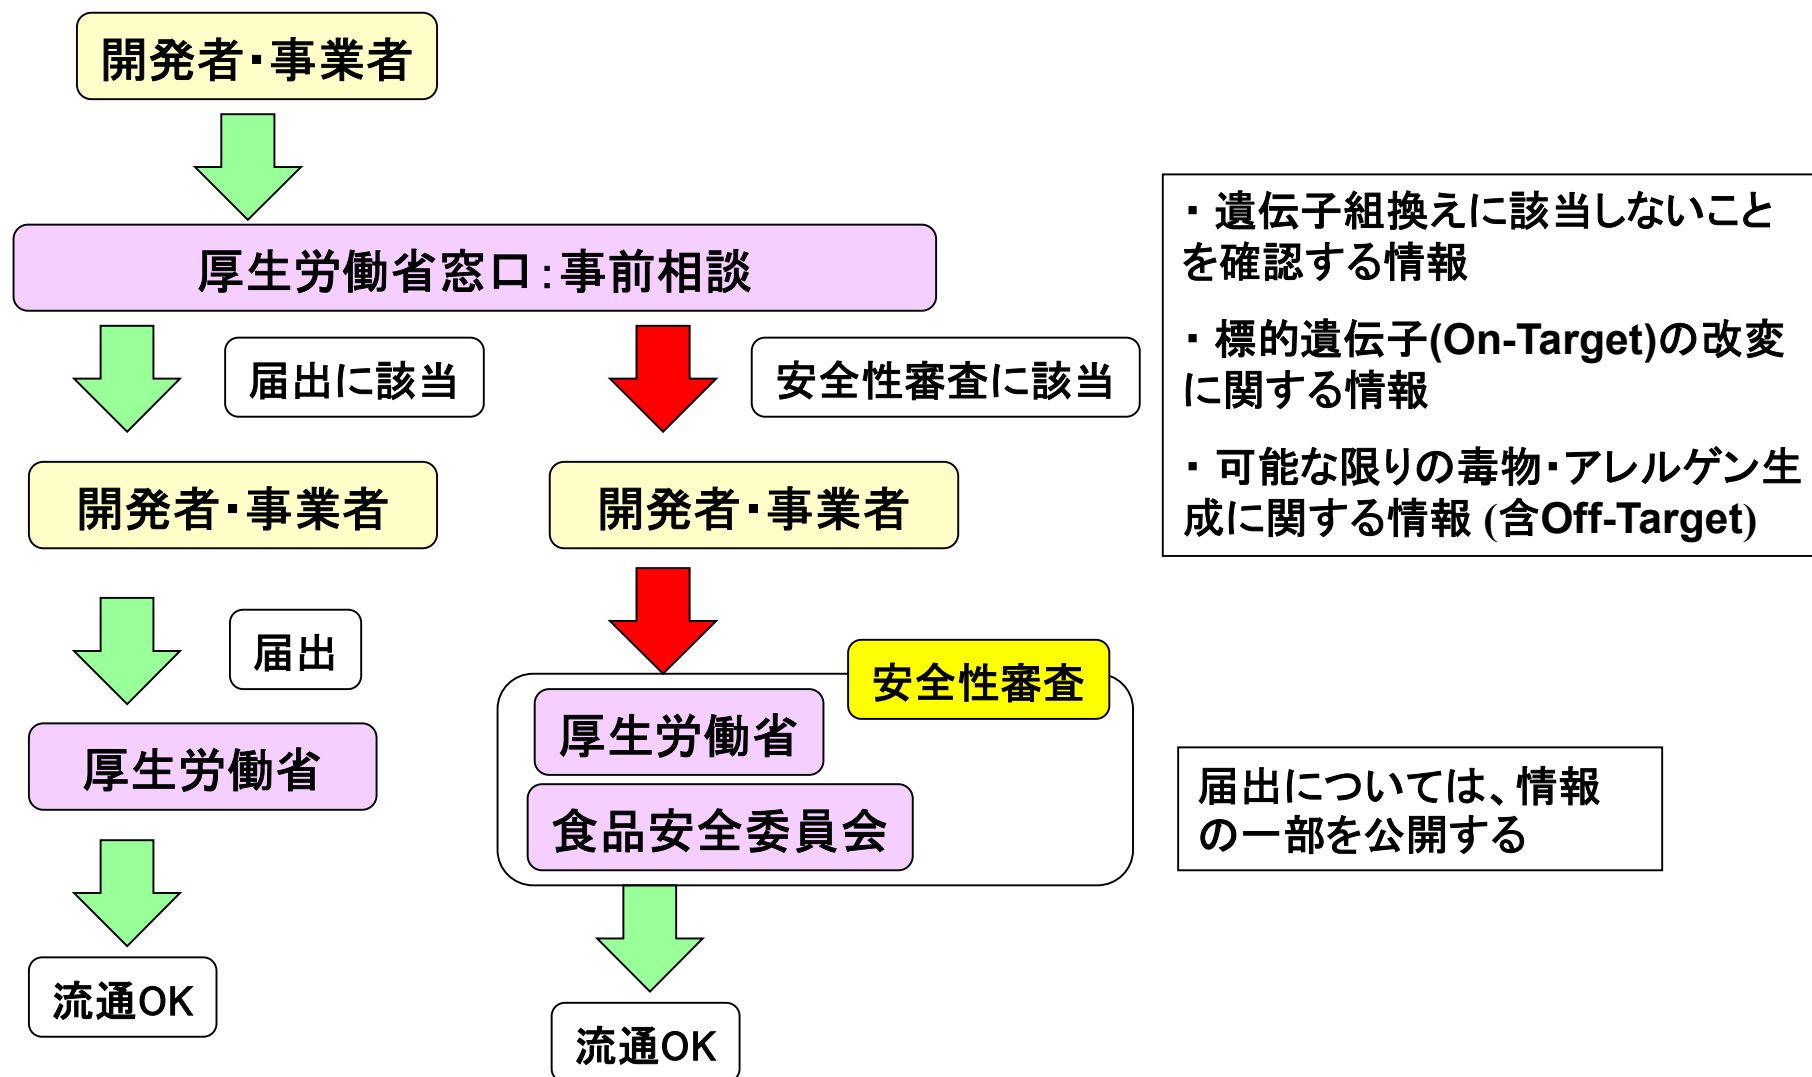 開発者・事業者
厚生労働省窓口：事前相談
届出に該当
安全性審査に該当
・ 遺伝子組換えに該当しないこと
を確認する情報
・ 標的遺伝子(On-Target)の改変
に関する情報
・ 可能な限りの毒物・アレルゲン生
成に関する情報 (含Off-Target)
開発者・事業者
開発者・事業者
届出
安全性審査
厚生労働省
厚生労働省
食品安全委員会
届出については、情報
の一部を公開する
流通OK
流通OK